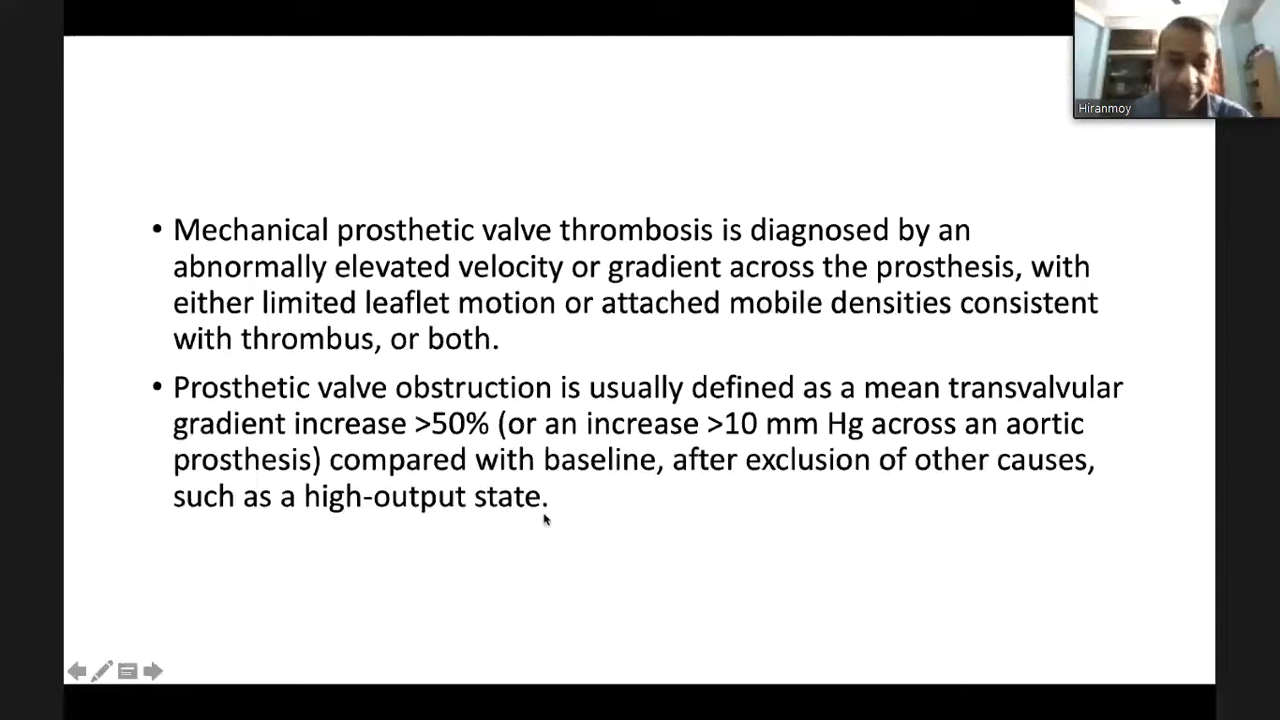 Hiranmoy
• Mechanical prosthetic valve thrombosis is diagnosed by an
abnormally elevated velocity or gradient across the prosthesis, with
either limited leaflet motion or attached mobile densities consistent
with thrombus, or both.
• Prosthetic valve obstruction is usually defined as a mean transvalvular
gradient increase >50% (or an increase >10 mm Hg across an aortic
prosthesis) compared with baseline, after exclusion of other causes,
such as a high-output state.